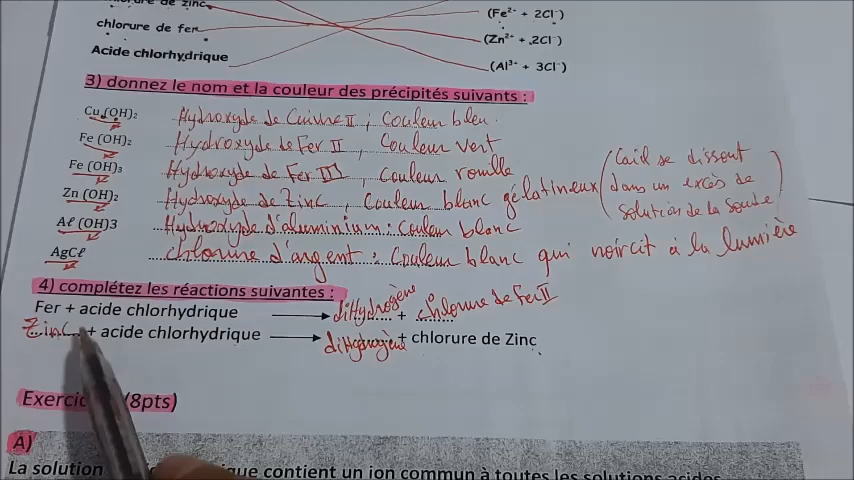 chlorure de zinc
(Fe²⁺ + 2Cl⁻)
chlorure de fer
(Zn²⁺ + 2Cl⁻)
Acide chlorhydrique
(Al³⁺ + 3Cl⁻)
3) donnez le nom et la couleur des précipités suivants :
Cu (OH)₂ Hydroxyde de Cuivre II ; Couleur bleu.
Fe (OH)₂ Hydroxyde de Fer II, Couleur vert
Fe (OH)₃ Hydroxyde de Fer III, Couleur rouille
Zn (OH)₂ Hydroxyde de Zinc, Couleur blanc gélatineux (Caid se dissout dans un excès de solution de la soude)
Aℓ (OH)3 Hydroxyde d'aluminium : Couleur blanc
AgCℓ chlorure d'argent : Couleur blanc qui noircit à la lumière
4) complétez les réactions suivantes :
Fer + acide chlorhydrique → diHydrogène + chlorure de Fer II
Zinc + acide chlorhydrique → diHydrogène + chlorure de Zinc
Exercice (8pts)
A)
La solution que contient un ion commun à toutes les solutions acides